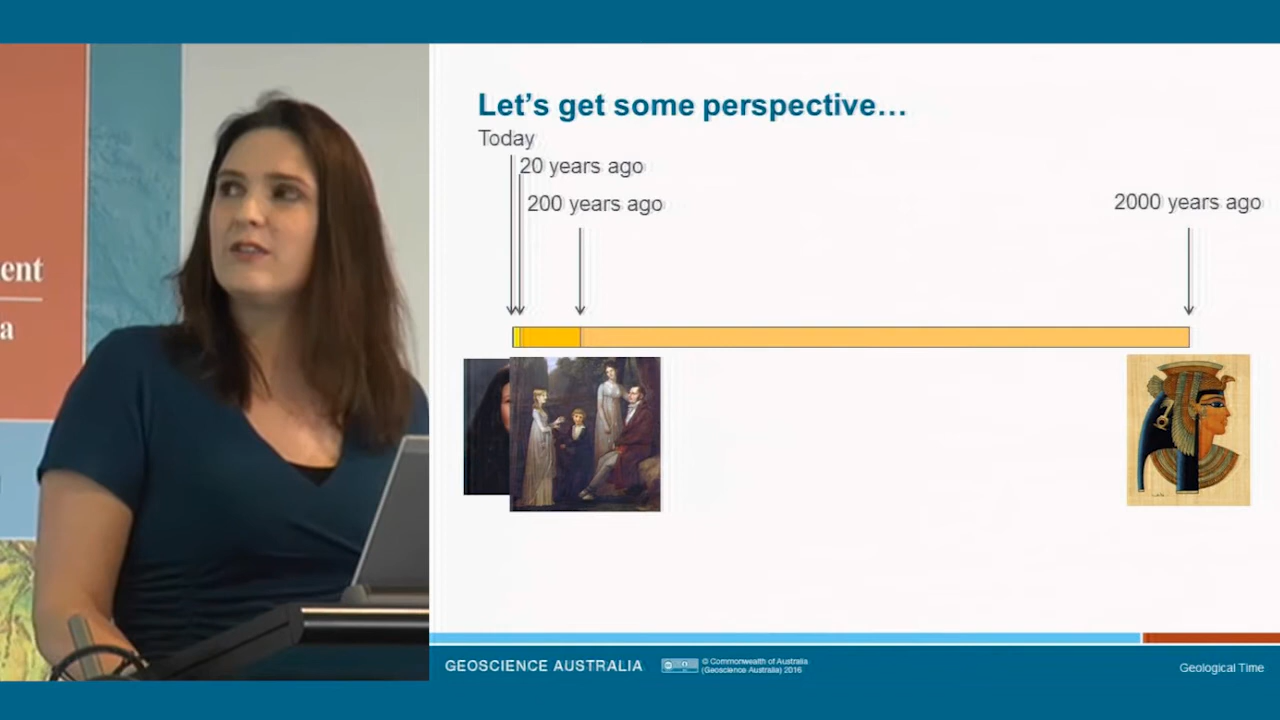 ent
a
Let's get some perspective…
Today
20 years ago
200 years ago
2000 years ago
GEOSCIENCE AUSTRALIA
© Commonwealth of Australia
(Geoscience Australia) 2016
Geological Time